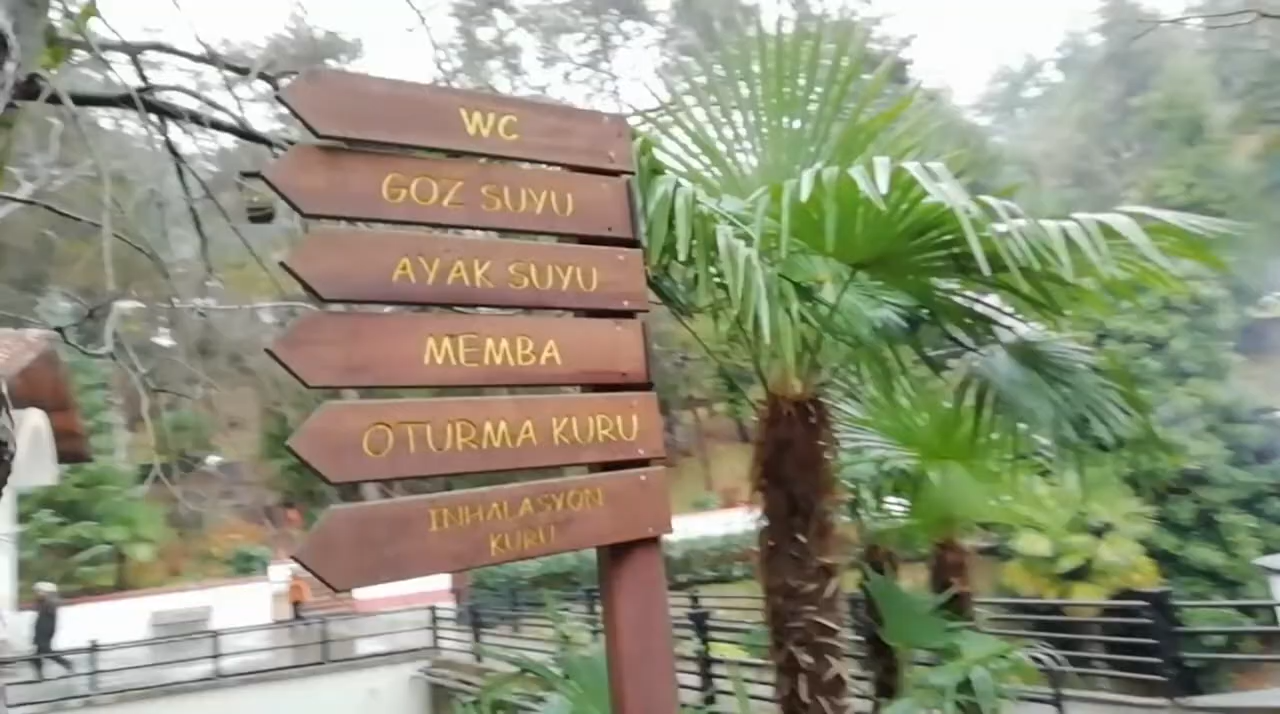 WC
GOZ SUYU
AYAK SUYU
MEMBA
OTURMA KURU
INHALASYON
KURU